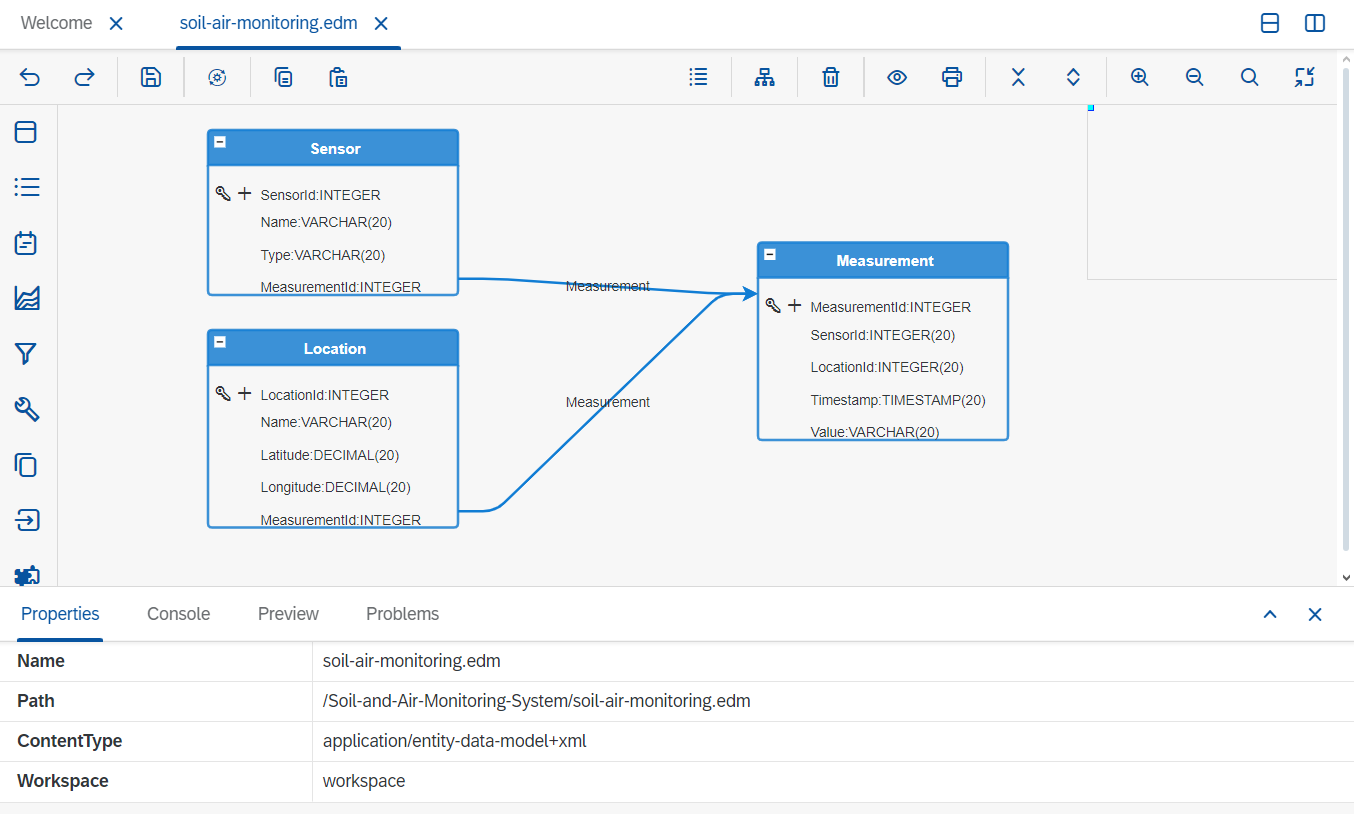 Welcome
soil-air-monitoring.edm
Sensor
SensorId:INTEGER
Name:VARCHAR(20)
Type:VARCHAR(20)
MeasurementId:INTEGER
Measurement
Location
LocationId:INTEGER
Name:VARCHAR(20)
Latitude:DECIMAL(20)
Longitude:DECIMAL(20)
MeasurementId:INTEGER
Measurement
Measurement
MeasurementId:INTEGER
SensorId:INTEGER(20)
LocationId:INTEGER(20)
Timestamp:TIMESTAMP(20)
Value:VARCHAR(20)
Properties Console Preview Problems
Name soil-air-monitoring.edm
Path /Soil-and-Air-Monitoring-System/soil-air-monitoring.edm
ContentType application/entity-data-model+xml
Workspace workspace